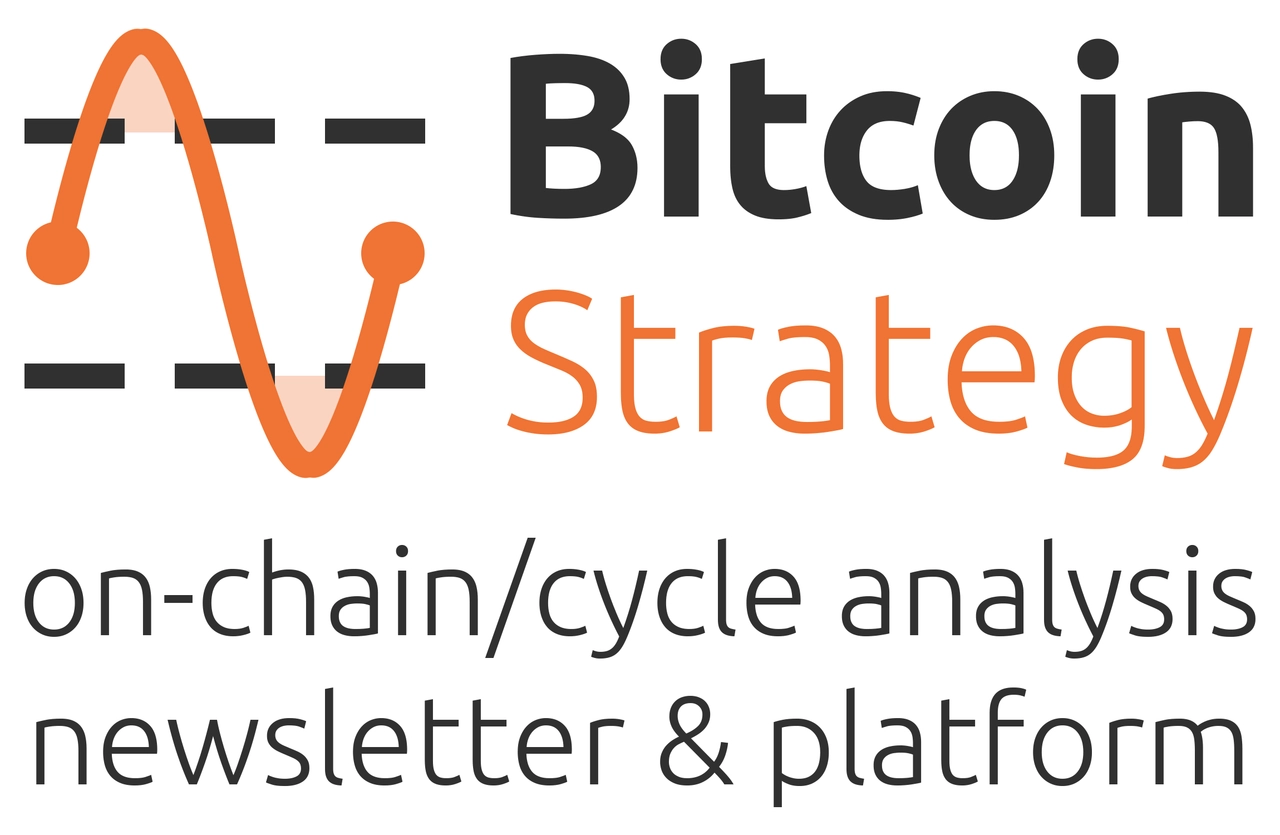 Bitcoin
Strategy
on-chain/cycle analysis
newsletter & platform